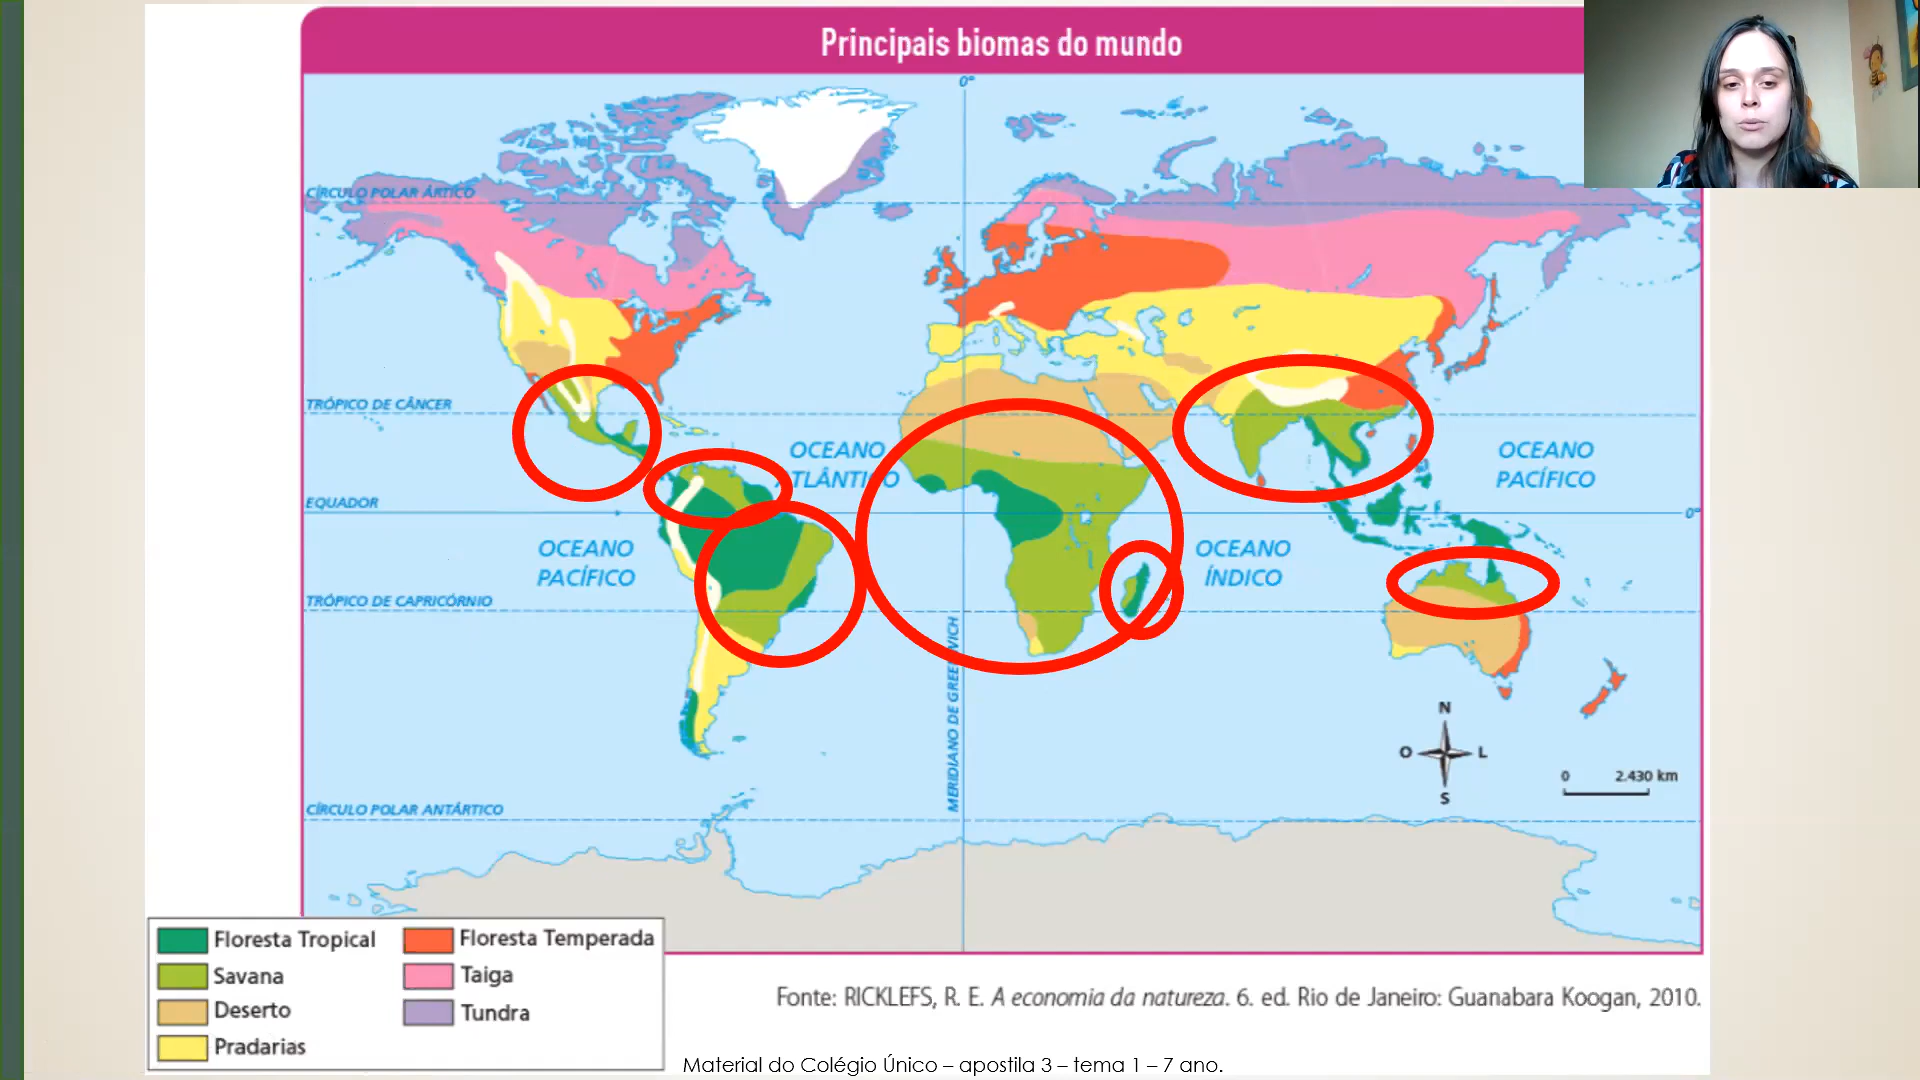 Principais biomas do mundo
0°
CÍRCULO POLAR ÁRTICO
TRÓPICO DE CÂNCER
OCEANO
ATLÂNTICO
OCEANO
PACÍFICO
EQUADOR
0°
OCEANO
PACÍFICO
OCEANO
ÍNDICO
TRÓPICO DE CAPRICÓRNIO
MERIDIANO DE GREENWICH
N
O
L
S
0 2.430 km
CÍRCULO POLAR ANTÁRTICO
Floresta Tropical
Savana
Deserto
Pradarias
Floresta Temperada
Taiga
Tundra
Fonte: RICKLEFS, R. E. A economia da natureza. 6. ed. Rio de Janeiro: Guanabara Koogan, 2010.
Material do Colégio Único – apostila 3 – tema 1 – 7 ano.